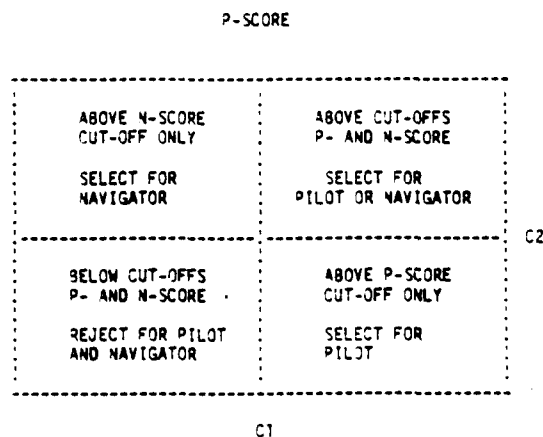 P-SCORE
ABOVE N-SCORE
CUT-OFF ONLY
SELECT FOR
NAVIGATOR
ABOVE CUT-OFFS
P- AND N-SCORE
SELECT FOR
PILOT OR NAVIGATOR
C2
BELOW CUT-OFFS
P- AND N-SCORE
REJECT FOR PILOT
AND NAVIGATOR
ABOVE P-SCORE
CUT-OFF ONLY
SELECT FOR
PILOT
C1